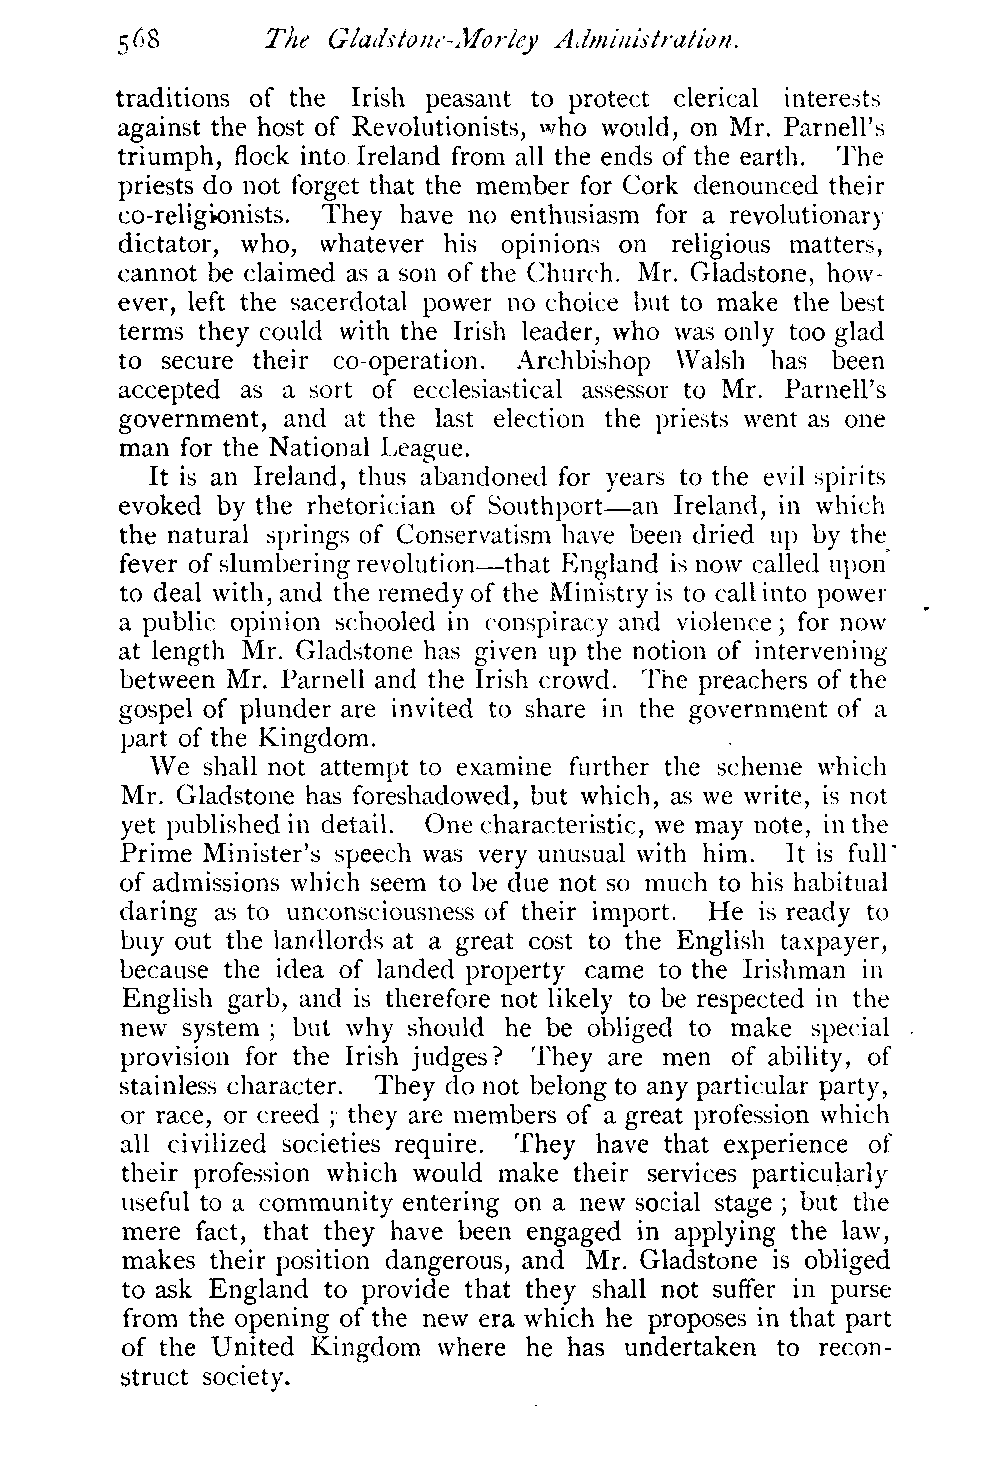 568 The Gladstone-Morley Administration.
traditions of the Irish peasant to protect clerical interests
against the host of Revolutionists, who would, on Mr. Parnell's
triumph, flock into Ireland from all the ends of the earth. The
priests do not forget that the member for Cork denounced their
co-religionists. They have no enthusiasm for a revolutionary
dictator, who, whatever his opinions on religious matters,
cannot be claimed as a son of the Church. Mr. Gladstone, how-
ever, left the sacerdotal power no choice but to make the best
terms they could with the Irish leader, who was only too glad
to secure their co-operation. Archbishop Walsh has been
accepted as a sort of ecclesiastical assessor to Mr. Parnell's
government, and at the last election the priests went as one
man for the National League.
It is an Ireland, thus abandoned for years to the evil spirits
evoked by the rhetorician of Southport—an Ireland, in which
the natural springs of Conservatism have been dried up by the
fever of slumbering revolution—that England is now called upon
to deal with, and the remedy of the Ministry is to call into power
a public opinion schooled in conspiracy and violence; for now
at length Mr. Gladstone has given up the notion of intervening
between Mr. Parnell and the Irish crowd. The preachers of the
gospel of plunder are invited to share in the government of a
part of the Kingdom.
We shall not attempt to examine further the scheme which
Mr. Gladstone has foreshadowed, but which, as we write, is not
yet published in detail. One characteristic, we may note, in the
Prime Minister's speech was very unusual with him. It is full
of admissions which seem to be due not so much to his habitual
daring as to unconsciousness of their import. He is ready to
buy out the landlords at a great cost to the English taxpayer,
because the idea of landed property came to the Irishman in
English garb, and is therefore not likely to be respected in the
new system ; but why should he be obliged to make special
provision for the Irish judges? They are men of ability, of
stainless character. They do not belong to any particular party,
or race, or creed ; they are members of a great profession which
all civilized societies require. They have that experience of
their profession which would make their services particularly
useful to a community entering on a new social stage ; but the
mere fact, that they have been engaged in applying the law,
makes their position dangerous, and Mr. Gladstone is obliged
to ask England to provide that they shall not suffer in purse
from the opening of the new era which he proposes in that part
of the United Kingdom where he has undertaken to recon-
struct society.